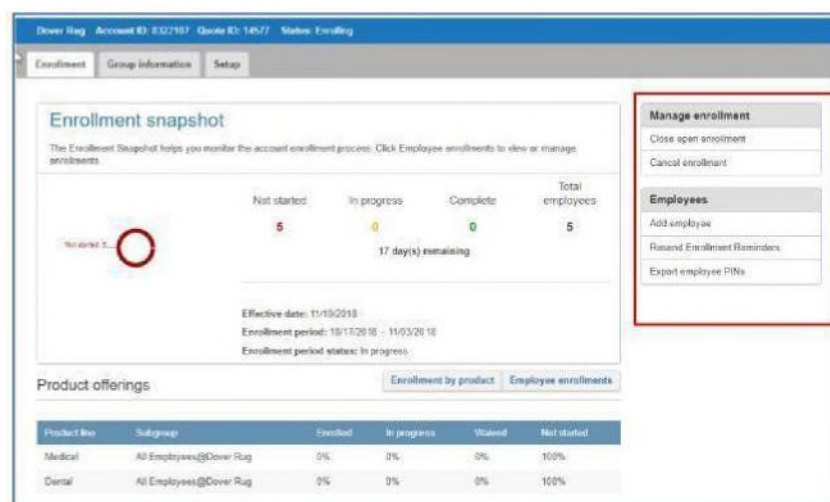 Dover Rug Account ID: 8322107 Quote ID: 14577 Status: Enrolling
Enrollment Group information Setup
Enrollment snapshot
The Enrollment Snapshot helps you monitor the account enrollment process. Click Employee enrollments to view or manage
enrollments.
Not started In progress Complete Total employees
5 0 0 5
Not started: 5
17 day(s) remaining
Effective date: 11/10/2018
Enrollment period: 10/17/2018 - 11/03/2018
Enrollment period status: In progress
Product offerings
Enrollment by product Employee enrollments
Product line Subgroup Enrolled In progress Waived Not started
Medical All Employees@Dover Rug 0% 0% 0% 100%
Dental All Employees@Dover Rug 0% 0% 0% 100%
Manage enrollment
Close open enrollment
Cancel enrollment
Employees
Add employee
Resend Enrollment Reminders
Export employee PINs